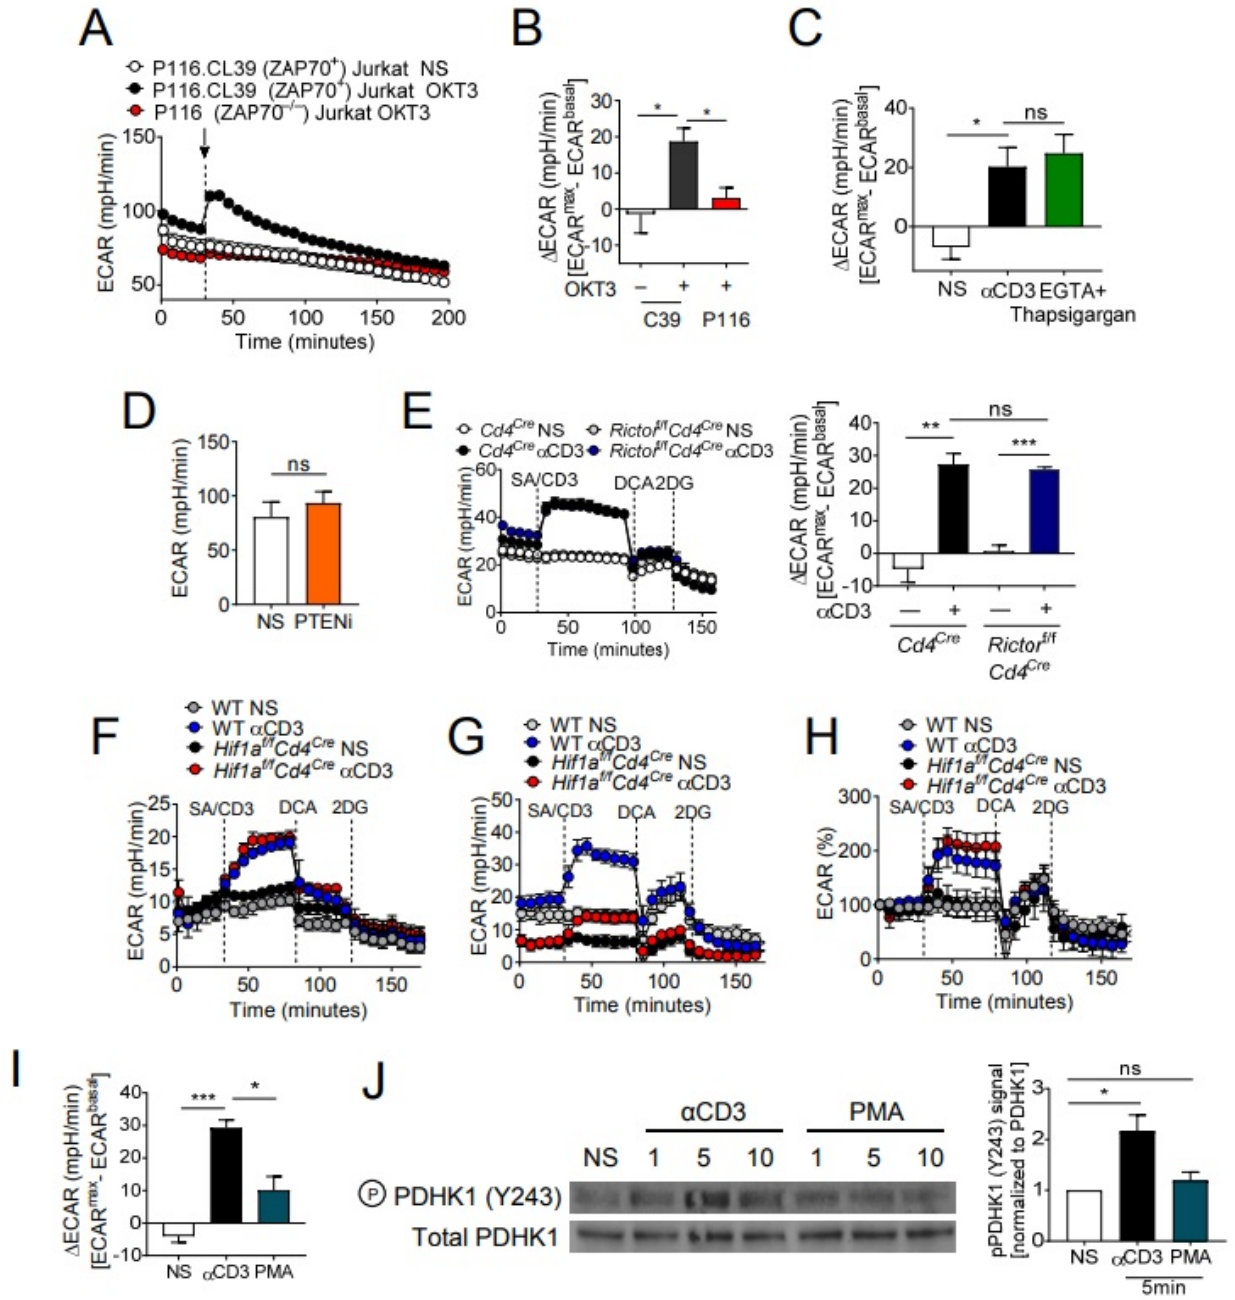 A
P116.CL39 (ZAP70⁺) Jurkat NS
P116.CL39 (ZAP70⁺) Jurkat OKT3
P116 (ZAP70⁻/⁻) Jurkat OKT3
ECAR (mpH/min)
150
100
50
0 50 100 150 200
Time (minutes)
B
ΔECAR (mpH/min)
[ECARmax- ECARbasal]
30
20
10
0
-10
* *
OKT3 – + +
C39 P116
C
ΔECAR (mpH/min)
[ECARmax- ECARbasal]
40
20
0
* ns
NS αCD3 EGTA+
Thapsigargan
D
ECAR (mpH/min)
150
100
50
0
ns
NS PTENi
E
Cd4Cre NS Rictorf/fCd4Cre NS
Cd4Cre αCD3 Rictorf/fCd4Cre αCD3
ECAR (mpH/min)
60
40
20
0
SA/CD3 DCA 2DG
0 50 100 150
Time (minutes)
ΔECAR (mpH/min)
[ECARmax- ECARbasal]
40
30
20
10
0
-10
ns
** ***
αCD3 — + — +
Cd4Cre Rictorf/f
Cd4Cre
F
WT NS
WT αCD3
Hif1af/fCd4Cre NS
Hif1af/fCd4Cre αCD3
ECAR (mpH/min)
25
20
15
10
5
0
SA/CD3 DCA 2DG
0 50 100 150
Time (minutes)
G
WT NS
WT αCD3
Hif1af/fCd4Cre NS
Hif1af/fCd4Cre αCD3
ECAR (mpH/min)
50
40
30
20
10
0
SA/CD3 DCA 2DG
0 50 100 150
Time (minutes)
H
WT NS
WT αCD3
Hif1af/fCd4Cre NS
Hif1af/fCd4Cre αCD3
ECAR (%)
300
200
100
0
SA/CD3 DCA 2DG
0 50 100 150
Time (minutes)
I
ΔECAR (mpH/min)
[ECARmax- ECARbasal]
40
30
20
10
0
-10
*** *
NS αCD3 PMA
J
αCD3 PMA
NS 1 5 10 1 5 10
Ⓟ PDHK1 (Y243)
Total PDHK1
pPDHK1 (Y243) signal
[normalized to PDHK1]
3
2
1
0
ns
*
NS αCD3 PMA
5min